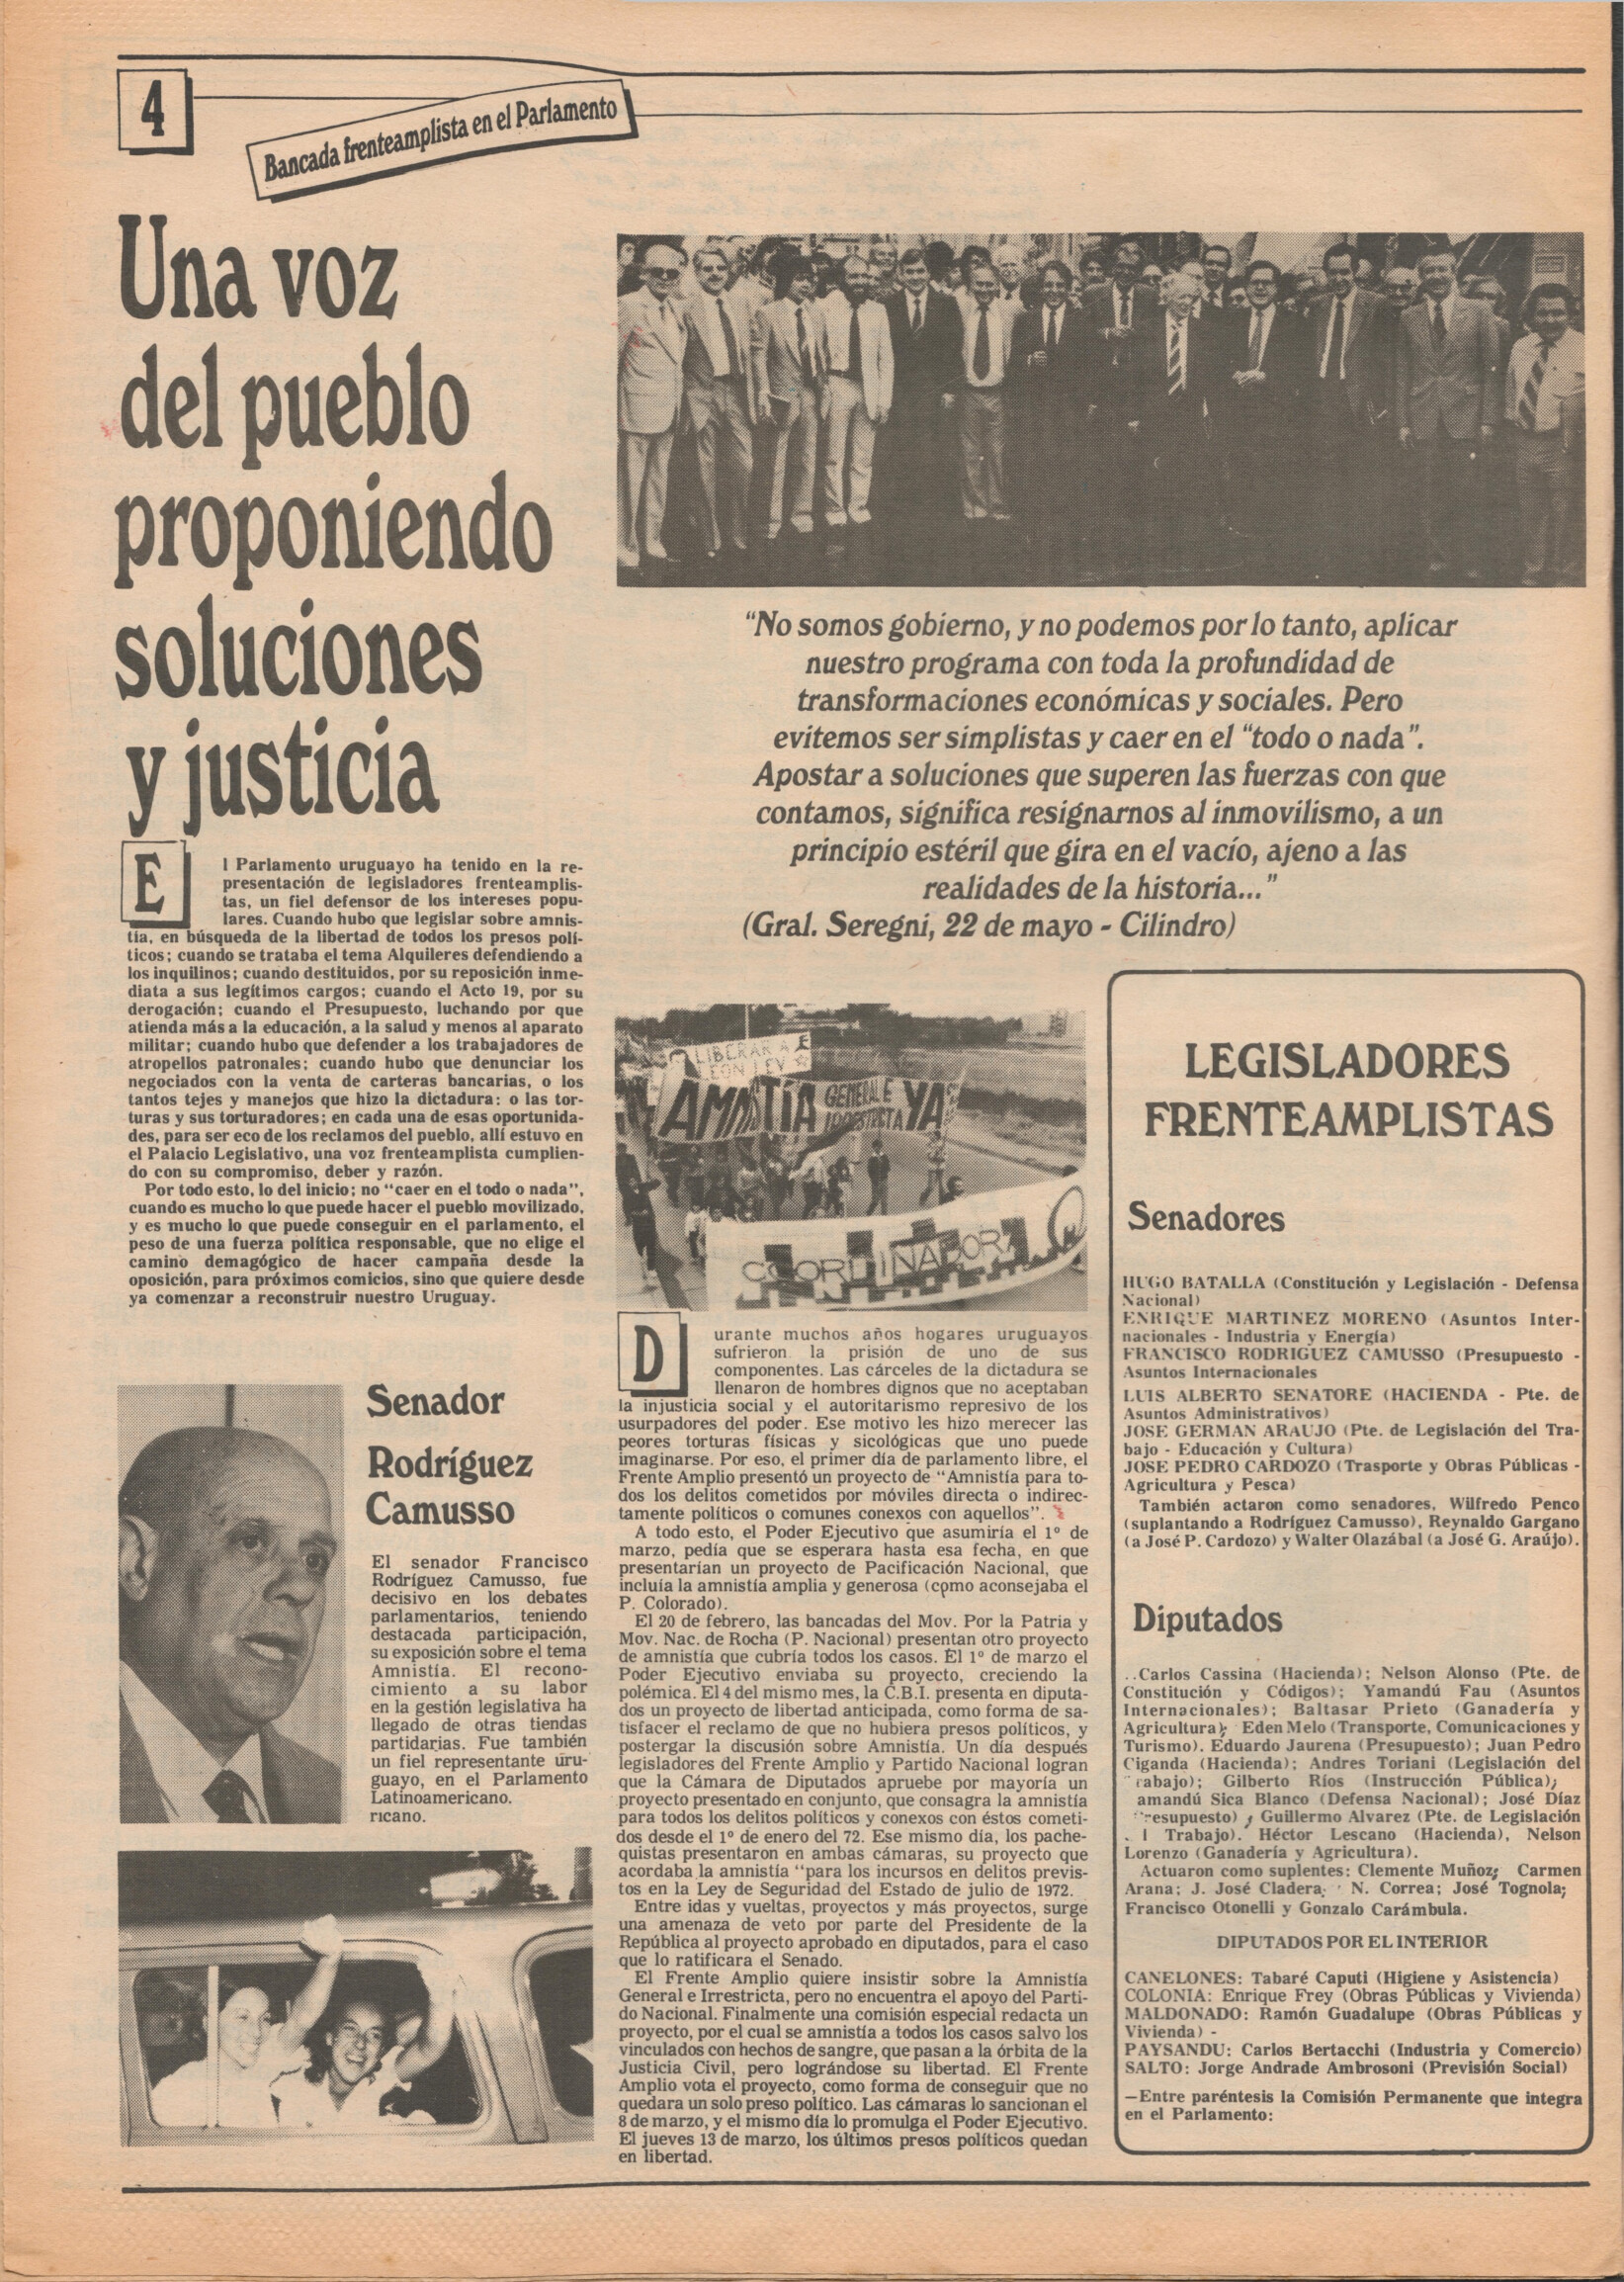 4
Bancada frenteamplista en el Parlamento
Una voz
del pueblo
proponiendo
soluciones
y justicia
El Parlamento uruguayo ha tenido en la re-
presentación de legisladores frenteamplis-
tas, un fiel defensor de los intereses popu-
lares. Cuando hubo que legislar sobre amnis-
tía, en búsqueda de la libertad de todos los presos polí-
ticos; cuando se trataba el tema Alquileres defendiendo a
los inquilinos; cuando destituidos, por su reposición inme-
diata a sus legítimos cargos; cuando el Acto 19, por su
derogación; cuando el Presupuesto, luchando por que
atienda más a la educación, a la salud y menos al aparato
militar; cuando hubo que defender a los trabajadores de
atropellos patronales; cuando hubo que denunciar los
negociados con la venta de carteras bancarias, o los
tantos tejes y manejos que hizo la dictadura: o las tor-
turas y sus torturadores; en cada una de esas oportunida-
des, para ser eco de los reclamos del pueblo, allí estuvo en
el Palacio Legislativo, una voz frenteamplista cumplien-
do con su compromiso, deber y razón.
Por todo esto, lo del inicio; no "caer en el todo o nada",
cuando es mucho lo que puede hacer el pueblo movilizado,
y es mucho lo que puede conseguir en el parlamento, el
peso de una fuerza política responsable, que no elige el
camino demagógico de hacer campaña desde la
oposición, para próximos comicios, sino que quiere desde
ya comenzar a reconstruir nuestro Uruguay.
Senador
Rodríguez
Camusso
El senador Francisco
Rodríguez Camusso, fue
decisivo en los debates
parlamentarios, teniendo
destacada participación,
su exposición sobre el tema
Amnistía. El recono-
cimiento a su labor
en la gestión legislativa ha
llegado de otras tiendas
partidarias. Fue también
un fiel representante uru-
guayo, en el Parlamento
Latinoamericano.
ricano.
"No somos gobierno, y no podemos por lo tanto, aplicar
nuestro programa con toda la profundidad de
transformaciones económicas y sociales. Pero
evitemos ser simplistas y caer en el "todo o nada".
Apostar a soluciones que superen las fuerzas con que
contamos, significa resignarnos al inmovilismo, a un
principio estéril que gira en el vacío, ajeno a las
realidades de la historia..."
(Gral. Seregni, 22 de mayo - Cilindro)
LIBERAR A
LEON LEV
AMNISTÍA GENERAL E IRRESTRICTA YA
COORDINADORA
Durante muchos años hogares uruguayos
sufrieron la prisión de uno de sus
componentes. Las cárceles de la dictadura se
llenaron de hombres dignos que no aceptaban
la injusticia social y el autoritarismo represivo de los
usurpadores del poder. Ese motivo les hizo merecer las
peores torturas físicas y sicológicas que uno puede
imaginarse. Por eso, el primer día de parlamento libre, el
Frente Amplio presentó un proyecto de "Amnistía para to-
dos los delitos cometidos por móviles directa o indirec-
tamente políticos o comunes conexos con aquellos".
A todo esto, el Poder Ejecutivo que asumiría el 1º de
marzo, pedía que se esperara hasta esa fecha, en que
presentarían un proyecto de Pacificación Nacional, que
incluía la amnistía amplia y generosa (como aconsejaba el
P. Colorado).
El 20 de febrero, las bancadas del Mov. Por la Patria y
Mov. Nac. de Rocha (P. Nacional) presentan otro proyecto
de amnistía que cubría todos los casos. El 1º de marzo el
Poder Ejecutivo enviaba su proyecto, creciendo la
polémica. El 4 del mismo mes, la C.B.I. presenta en diputa-
dos un proyecto de libertad anticipada, como forma de sa-
tisfacer el reclamo de que no hubiera presos políticos, y
postergar la discusión sobre Amnistía. Un día después
legisladores del Frente Amplio y Partido Nacional logran
que la Cámara de Diputados apruebe por mayoría un
proyecto presentado en conjunto, que consagra la amnistía
para todos los delitos políticos y conexos con éstos cometi-
dos desde el 1º de enero del 72. Ese mismo día, los pache-
quistas presentaron en ambas cámaras, su proyecto que
acordaba la amnistía "para los incursos en delitos previs-
tos en la Ley de Seguridad del Estado de julio de 1972.
Entre idas y vueltas, proyectos y más proyectos, surge
una amenaza de veto por parte del Presidente de la
República al proyecto aprobado en diputados, para el caso
que lo ratificara el Senado.
El Frente Amplio quiere insistir sobre la Amnistía
General e Irrestricta, pero no encuentra el apoyo del Parti-
do Nacional. Finalmente una comisión especial redacta un
proyecto, por el cual se amnistía a todos los casos salvo los
vinculados con hechos de sangre, que pasan a la órbita de la
Justicia Civil, pero lográndose su libertad. El Frente
Amplio vota el proyecto, como forma de conseguir que no
quedara un solo preso político. Las cámaras lo sancionan el
8 de marzo, y el mismo día lo promulga el Poder Ejecutivo.
El jueves 13 de marzo, los últimos presos políticos quedan
en libertad.
LEGISLADORES
FRENTEAMPLISTAS
Senadores
HUGO BATALLA (Constitución y Legislación - Defensa
Nacional)
ENRIQUE MARTINEZ MORENO (Asuntos Inter-
nacionales - Industria y Energía)
FRANCISCO RODRIGUEZ CAMUSSO (Presupuesto -
Asuntos Internacionales
LUIS ALBERTO SENATORE (HACIENDA - Pte. de
Asuntos Administrativos)
JOSE GERMAN ARAUJO (Pte. de Legislación del Tra-
bajo - Educación y Cultura)
JOSE PEDRO CARDOZO (Trasporte y Obras Públicas -
Agricultura y Pesca)
También actaron como senadores, Wilfredo Penco
(suplantando a Rodríguez Camusso), Reynaldo Gargano
(a José P. Cardozo) y Walter Olazábal (a José G. Araújo).
Diputados
..Carlos Cassina (Hacienda); Nelson Alonso (Pte. de
Constitución y Códigos); Yamandú Fau (Asuntos
Internacionales); Baltasar Prieto (Ganadería y
Agricultura); Eden Melo (Transporte, Comunicaciones y
Turismo). Eduardo Jaurena (Presupuesto); Juan Pedro
Ciganda (Hacienda); Andres Toriani (Legislación del
rabajo); Gilberto Ríos (Instrucción Pública);
amandú Sica Blanco (Defensa Nacional); José Díaz
resupuesto) ; Guillermo Alvarez (Pte. de Legislación
l Trabajo). Héctor Lescano (Hacienda), Nelson
Lorenzo (Ganadería y Agricultura).
Actuaron como suplentes: Clemente Muñoz; Carmen
Arana; J. José Cladera; N. Correa; José Tognola;
Francisco Otonelli y Gonzalo Carámbula.
DIPUTADOS POR EL INTERIOR
CANELONES: Tabaré Caputi (Higiene y Asistencia)
COLONIA: Enrique Frey (Obras Públicas y Vivienda)
MALDONADO: Ramón Guadalupe (Obras Públicas y
Vivienda) -
PAYSANDU: Carlos Bertacchi (Industria y Comercio)
SALTO: Jorge Andrade Ambrosoni (Previsión Social)
—Entre paréntesis la Comisión Permanente que integra
en el Parlamento: